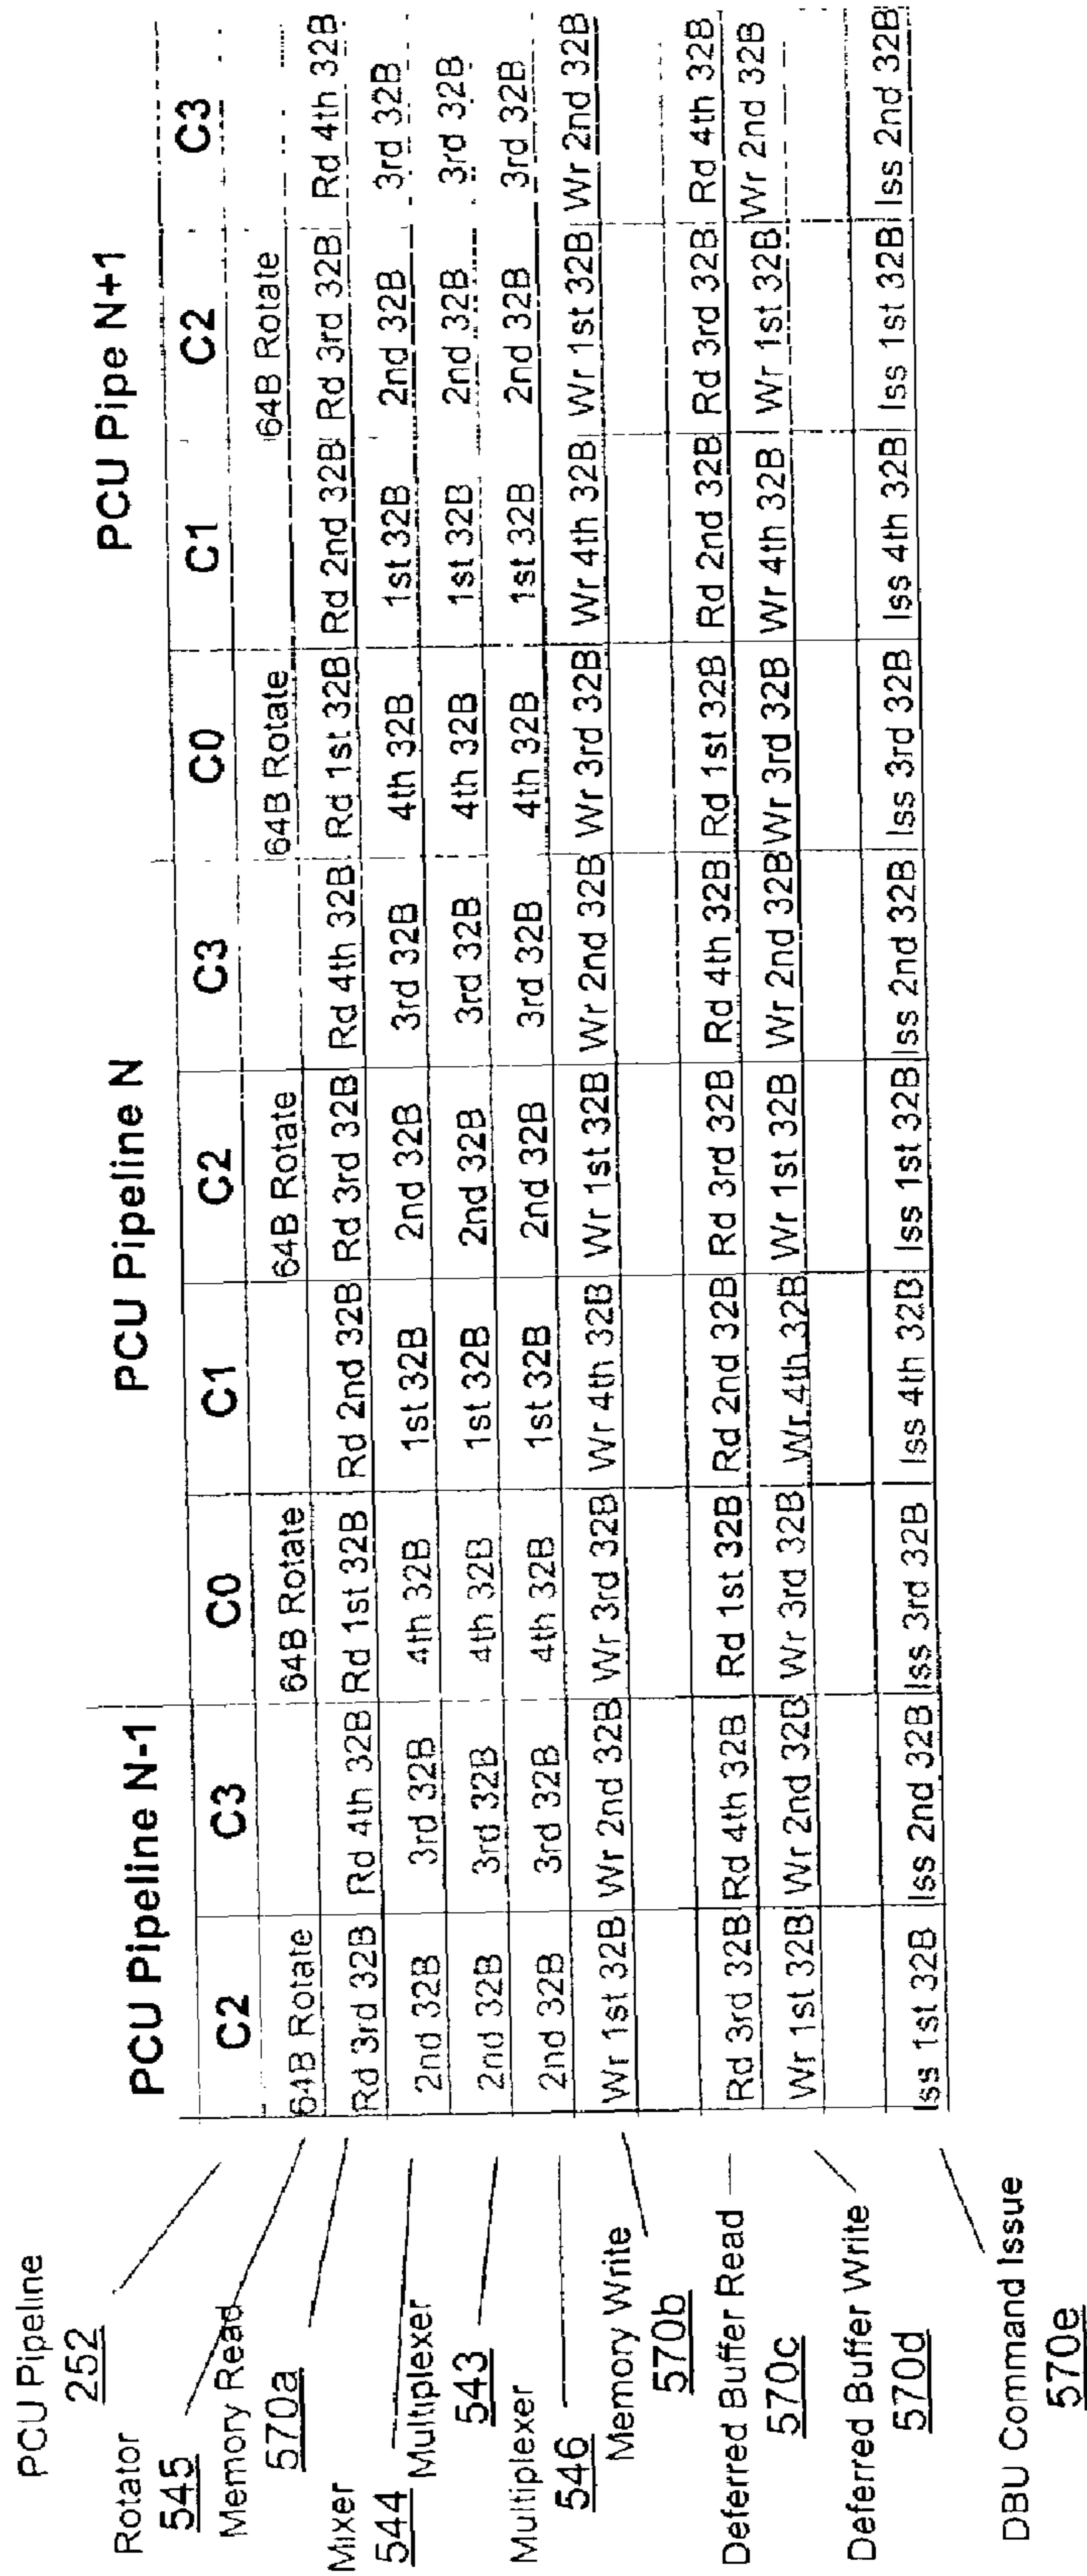 PCU Pipeline N-1 PCU Pipeline N PCU Pipe N+1
PCU Pipeline 252 C2 C3 C0 C1 C2 C3 C0 C1 C2 C3
Rotator 545 64B Rotate 64B Rotate 64B Rotate 64B Rotate 64B Rotate
Memory Read 570a Rd 3rd 32B Rd 4th 32B Rd 1st 32B Rd 2nd 32B Rd 3rd 32B Rd 4th 32B Rd 1st 32B Rd 2nd 32B Rd 3rd 32B Rd 4th 32B
Mixer 544 2nd 32B 3rd 32B 4th 32B 1st 32B 2nd 32B 3rd 32B 4th 32B 1st 32B 2nd 32B 3rd 32B
Multiplexer 543 2nd 32B 3rd 32B 4th 32B 1st 32B 2nd 32B 3rd 32B 4th 32B 1st 32B 2nd 32B 3rd 32B
Multiplexer 546 2nd 32B 3rd 32B 4th 32B 1st 32B 2nd 32B 3rd 32B 4th 32B 1st 32B 2nd 32B 3rd 32B
Memory Write 570b Wr 1st 32B Wr 2nd 32B Wr 3rd 32B Wr 4th 32B Wr 1st 32B Wr 2nd 32B Wr 3rd 32B Wr 4th 32B Wr 1st 32B Wr 2nd 32B
Deferred Buffer Read 570c Rd 3rd 32B Rd 4th 32B Rd 1st 32B Rd 2nd 32B Rd 3rd 32B Rd 4th 32B Rd 1st 32B Rd 2nd 32B Rd 3rd 32B Rd 4th 32B
Deferred Buffer Write 570d Wr 1st 32B Wr 2nd 32B Wr 3rd 32B Wr 4th 32B Wr 1st 32B Wr 2nd 32B Wr 3rd 32B Wr 4th 32B Wr 1st 32B Wr 2nd 32B
DBU Command Issue 570e Iss 1st 32B Iss 2nd 32B Iss 3rd 32B Iss 4th 32B Iss 1st 32B Iss 2nd 32B Iss 3rd 32B Iss 4th 32B Iss 1st 32B Iss 2nd 32B